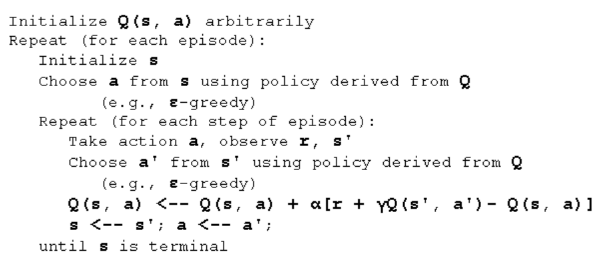 Initialize Q(s, a) arbitrarily
Repeat (for each episode):
Initialize s
Choose a from s using policy derived from Q
(e.g., ε-greedy)
Repeat (for each step of episode):
Take action a, observe r, s'
Choose a' from s' using policy derived from Q
(e.g., ε-greedy)
Q(s, a) <-- Q(s, a) + α[r + γQ(s', a')- Q(s, a)]
s <-- s'; a <-- a';
until s is terminal